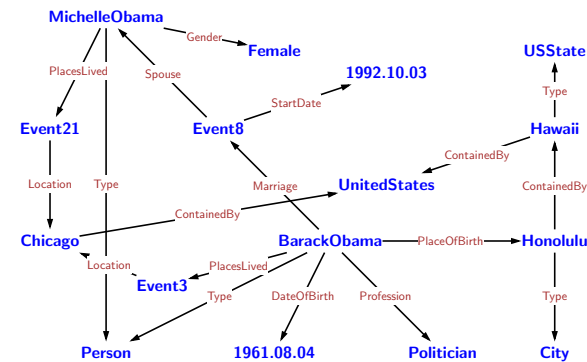 MichelleObama
Gender
Female
USState
PlacesLived
Spouse
1992.10.03
Type
StartDate
Event21
Event8
Hawaii
ContainedBy
Location
Type
Marriage
UnitedStates
ContainedBy
ContainedBy
Chicago
BarackObama
PlaceOfBirth
Honolulu
Location
PlacesLived
Event3
Type
DateOfBirth
Profession
Type
Person
1961.08.04
Politician
City